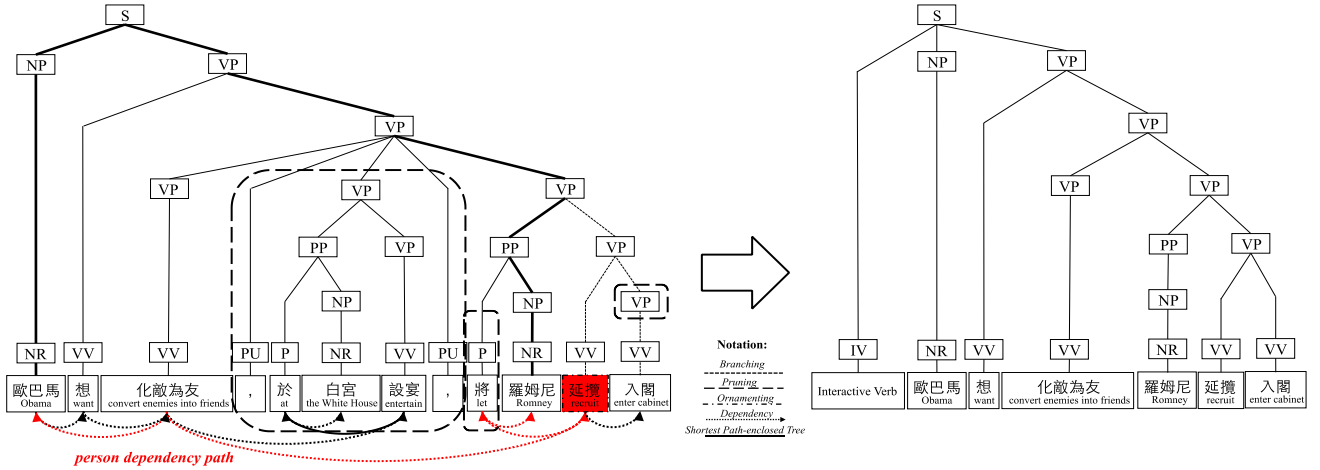 S
NP
VP
VP
VP
VP
VP
PP
VP
PP
VP
NP
NP
VP
NR
VV
VV
PU
P
NR
VV
PU
P
NR
VV
VV
歐巴馬
Obama
想
want
化敵為友
convert enemies into friends
,
於
at
白宮
the White House
設宴
entertain
,
將
let
羅姆尼
Romney
延攬
recruit
入閣
enter cabinet
person dependency path
Notation:
Branching
Pruning
Ornamenting
Dependency
Shortest Path-enclosed Tree
S
NP
VP
VP
VP
VP
PP
VP
NP
IV
NR
VV
VV
NR
VV
VV
Interactive Verb
歐巴馬
Obama
想
want
化敵為友
convert enemies into friends
羅姆尼
Romney
延攬
recruit
入閣
enter cabinet